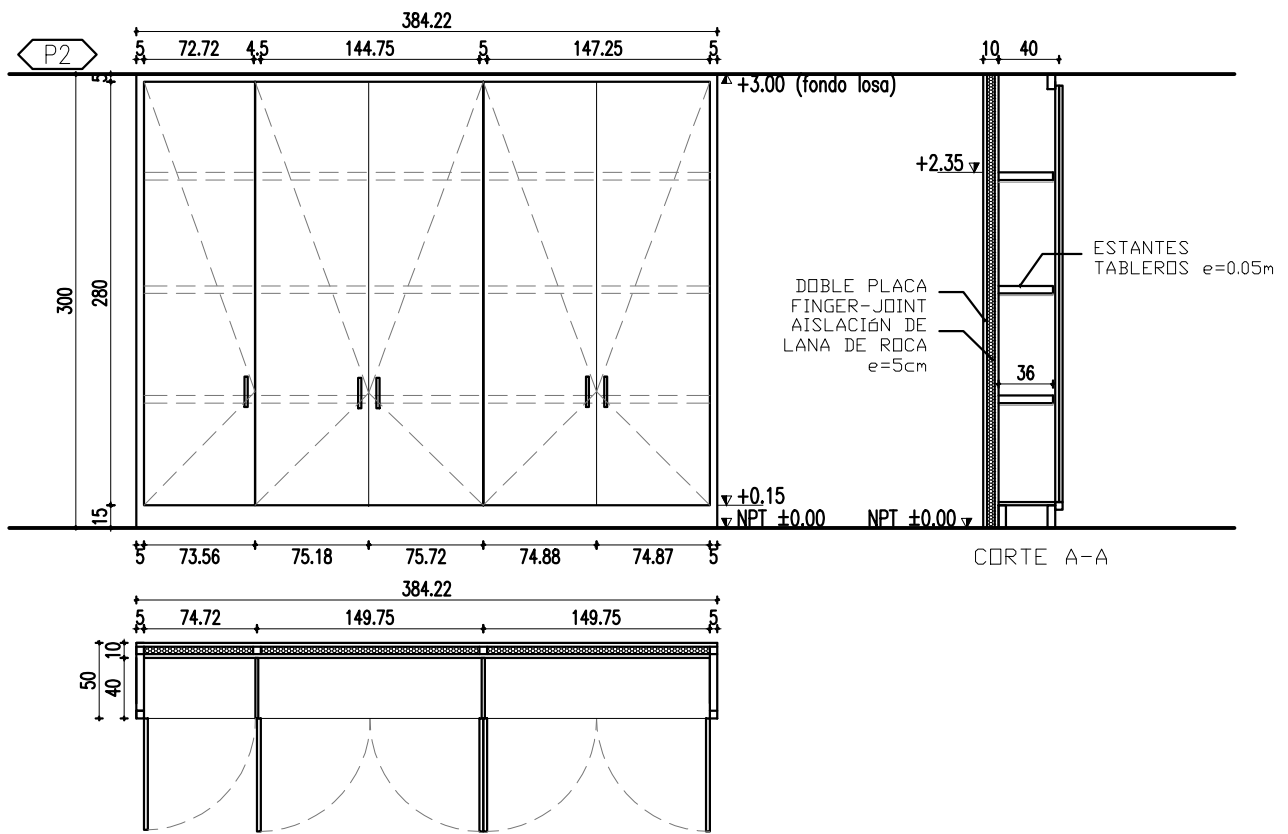 384.22
P2
5 72.72 4.5 144.75 5 147.25 5
10 40
5
+3.00 (fondo losa)
+2.35
ESTANTES
TABLEROS e=0.05m
300
280
DOBLE PLACA
FINGER-JOINT
AISLACIóN DE
LANA DE ROCA
e=5cm
36
15
+0.15
NPT ±0.00
NPT ±0.00
5 73.56 75.18 75.72 74.88 74.87 5
CORTE A-A
384.22
5 74.72 149.75 149.75 5
50
10
40